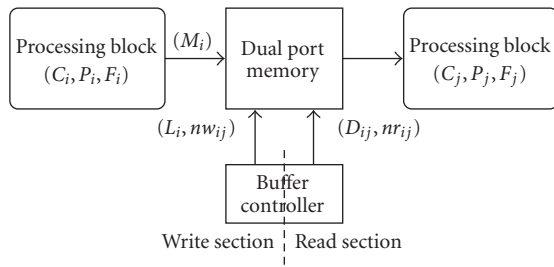 Processing block
(C_i, P_i, F_i)
(M_i)
Dual port
memory
Processing block
(C_j, P_j, F_j)
(L_i, nw_ij)
(D_ij, nr_ij)
Buffer
controller
Write section
Read section